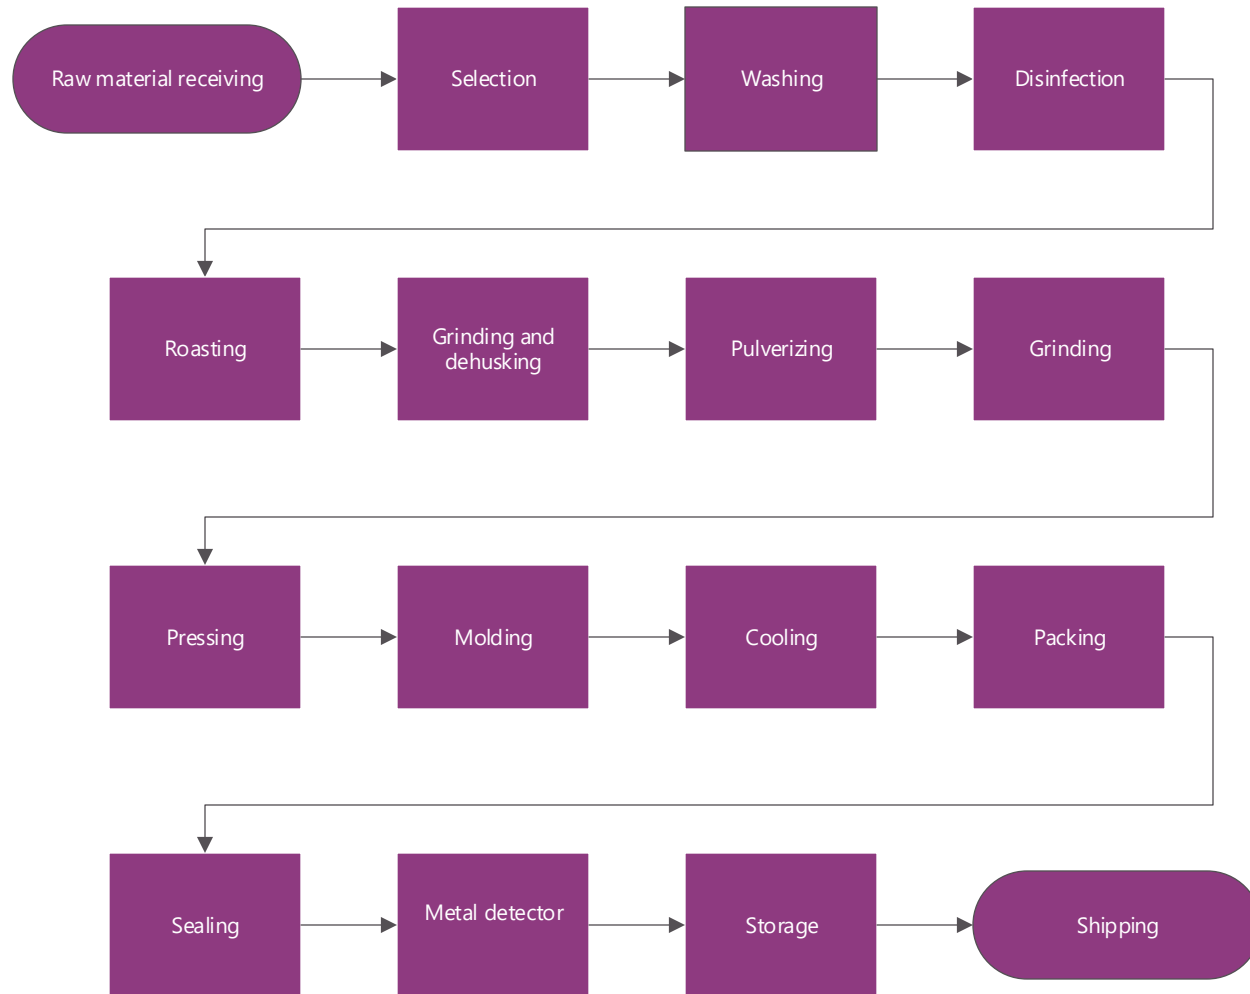 Raw material receiving
Selection
Washing
Disinfection
Roasting
Grinding and
dehusking
Pulverizing
Grinding
Pressing
Molding
Cooling
Packing
Sealing
Metal detector
Storage
Shipping